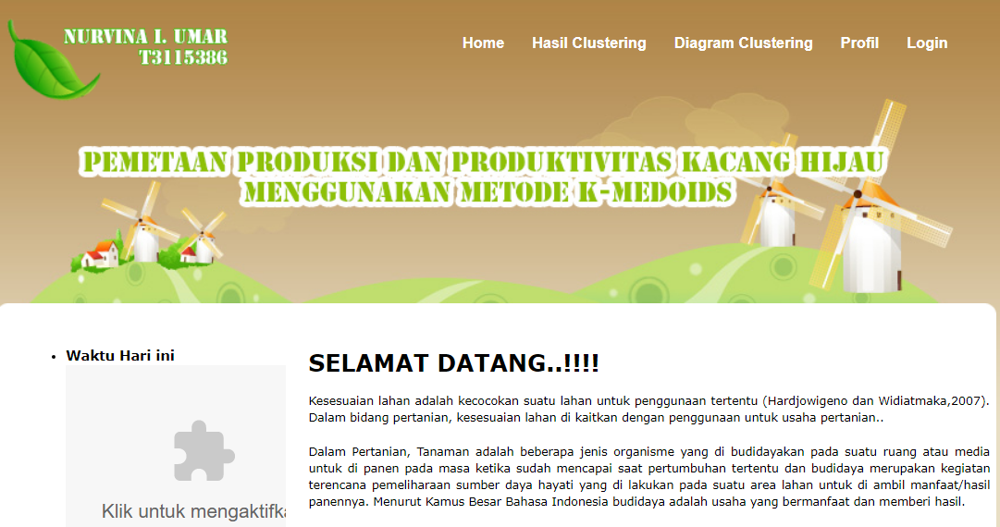 NURVINA I. UMAR
T3115386
Home Hasil Clustering Diagram Clustering Profil Login
PEMETAAN PRODUKSI DAN PRODUKTIVITAS KACANG HIJAU
MENGGUNAKAN METODE K-MEDOIDS
Waktu Hari ini
Klik untuk mengaktifka
SELAMAT DATANG..!!!!
Kesesuaian lahan adalah kecocokan suatu lahan untuk penggunaan tertentu (Hardjowigeno dan Widiatmaka,2007).
Dalam bidang pertanian, kesesuaian lahan di kaitkan dengan penggunaan untuk usaha pertanian..
Dalam Pertanian, Tanaman adalah beberapa jenis organisme yang di budidayakan pada suatu ruang atau media
untuk di panen pada masa ketika sudah mencapai saat pertumbuhan tertentu dan budidaya merupakan kegiatan
terencana pemeliharaan sumber daya hayati yang di lakukan pada suatu area lahan untuk di ambil manfaat/hasil
panennya. Menurut Kamus Besar Bahasa Indonesia budidaya adalah usaha yang bermanfaat dan memberi hasil.